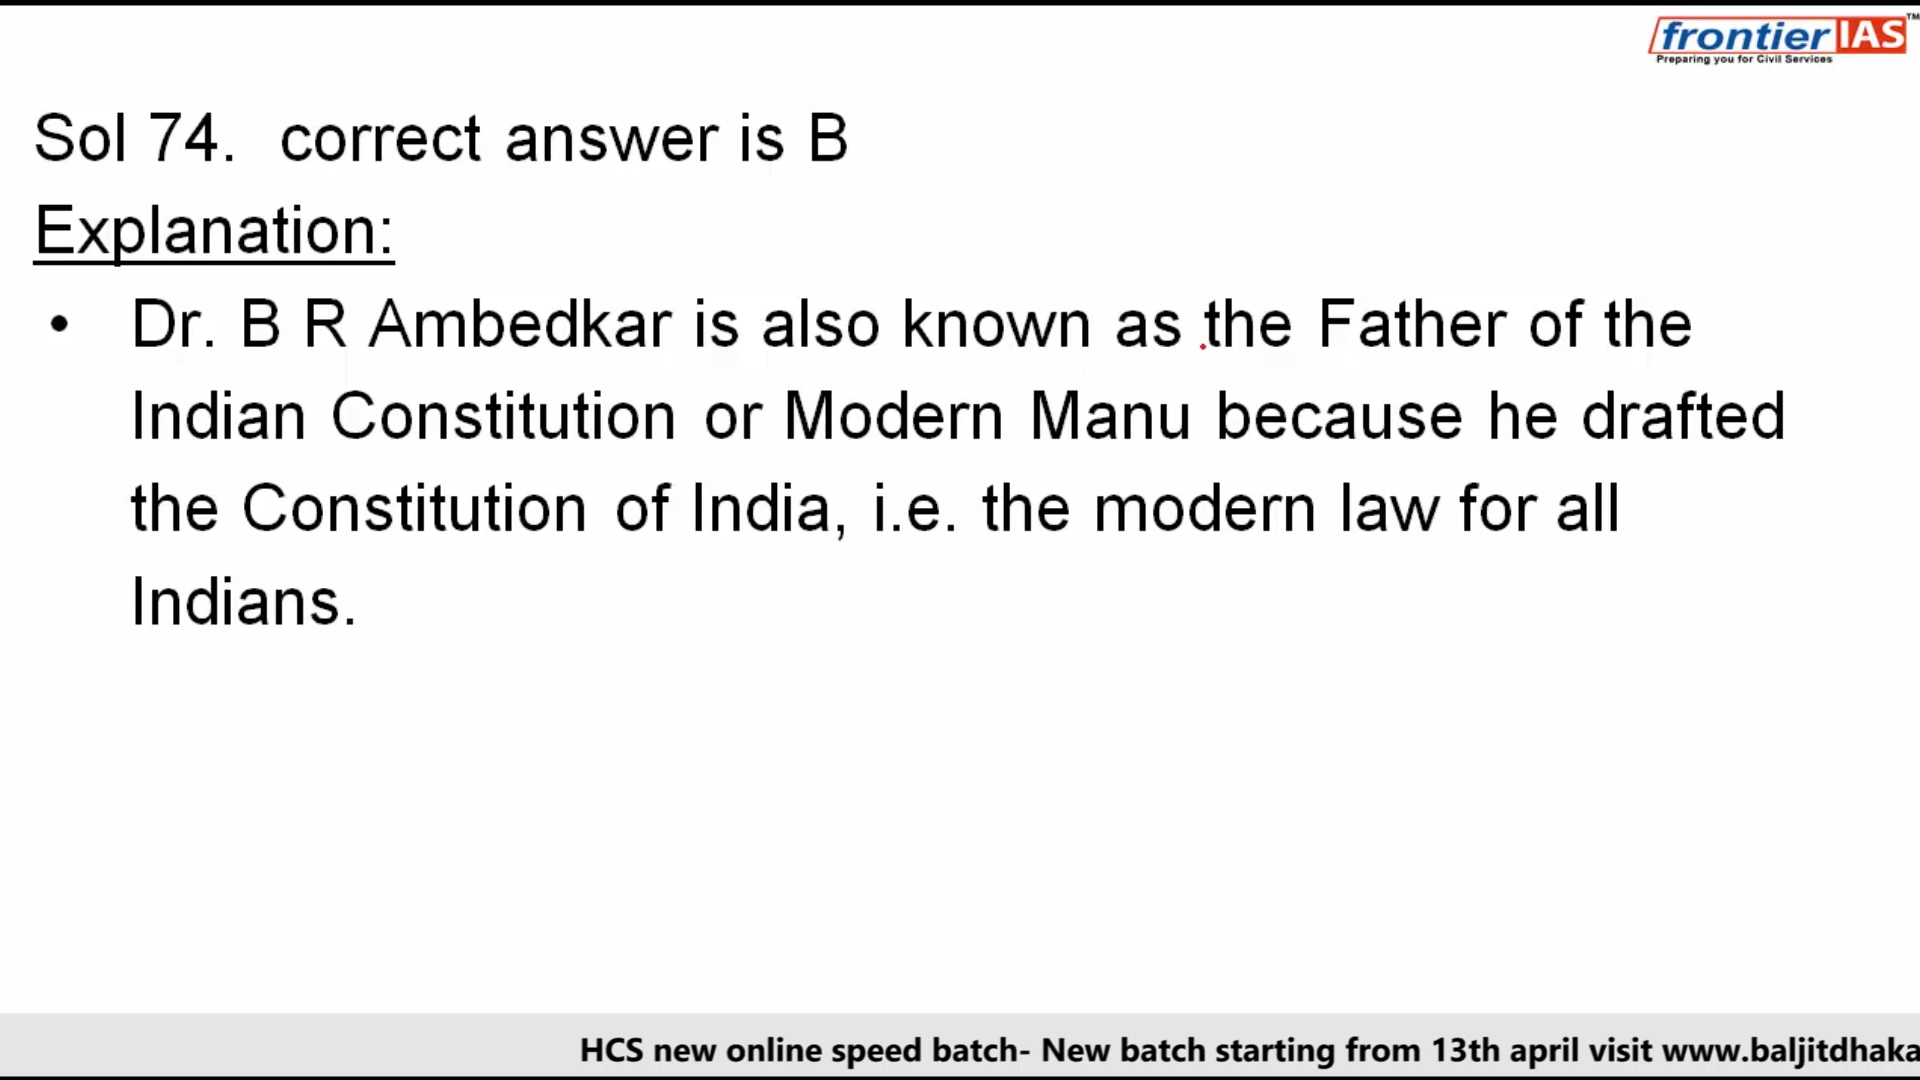 frontier IAS TM
Preparing you for Civil Services
Sol 74. correct answer is B
Explanation:
• Dr. B R Ambedkar is also known as the Father of the
Indian Constitution or Modern Manu because he drafted
the Constitution of India, i.e. the modern law for all
Indians.
HCS new online speed batch- New batch starting from 13th april visit www.baljitdhaka